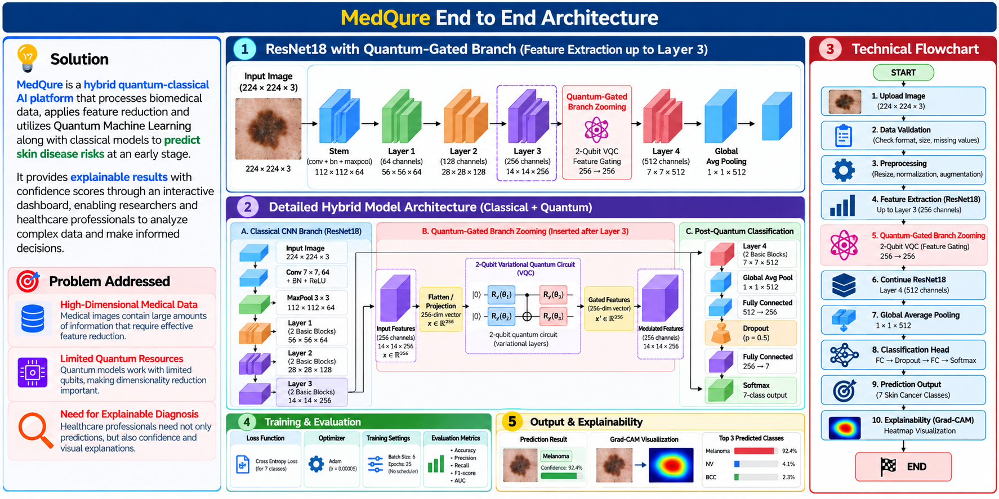 MedQure End to End Architecture
Solution
MedQure is a hybrid quantum-classical
AI platform that processes biomedical
data, applies feature reduction and
utilizes Quantum Machine Learning
along with classical models to predict
skin disease risks at an early stage.
It provides explainable results with
confidence scores through an interactive
dashboard, enabling researchers and
healthcare professionals to analyze
complex data and make informed
decisions.
Problem Addressed
High-Dimensional Medical Data
Medical images contain large amounts
of information that require effective
feature reduction.
Limited Quantum Resources
Quantum models work with limited
qubits, making dimensionality reduction
important.
Need for Explainable Diagnosis
Healthcare professionals need not only
predictions, but also confidence and
visual explanations.
1 ResNet18 with Quantum-Gated Branch (Feature Extraction up to Layer 3)
Input Image
(224 × 224 × 3)
224 × 224 × 3
Stem
(conv + bn + maxpool)
112 × 112 × 64
Layer 1
(64 channels)
56 × 56 × 64
Layer 2
(128 channels)
28 × 28 × 128
Layer 3
(256 channels)
14 × 14 × 256
Quantum-Gated
Branch Zooming
2-Qubit VQC
Feature Gating
256 → 256
Layer 4
(512 channels)
7 × 7 × 512
Global
Avg Pooling
1 × 1 × 512
2 Detailed Hybrid Model Architecture (Classical + Quantum)
A. Classical CNN Branch (ResNet18)
Input Image
224 × 224 × 3
Conv 7 × 7, 64
+ BN + ReLU
MaxPool 3 × 3
112 × 112 × 64
Layer 1
(2 Basic Blocks)
56 × 56 × 64
Layer 2
(2 Basic Blocks)
28 × 28 × 128
Layer 3
(2 Basic Blocks)
14 × 14 × 256
B. Quantum-Gated Branch Zooming (Inserted after Layer 3)
Input Features
(256 channels)
14 × 14 × 256
x ∈ ℝ²⁵⁶
Flatten /
Projection
256-dim vector
x ∈ ℝ²⁵⁶
2-Qubit Variational Quantum Circuit
(VQC)
|0⟩ Rᵧ(θ₁) Rᵧ(θ₃)
|0⟩ Rᵧ(θ₂)
2-qubit quantum circuit
(variational layers)
Gated Features
(256-dim vector)
x' ∈ ℝ²⁵⁶
Modulated Features
(256 channels)
14 × 14 × 256
C. Post-Quantum Classification
Layer 4
(2 Basic Blocks)
7 × 7 × 512
Global Avg Pool
1 × 1 × 512
Fully Connected
512 → 256
Dropout
(p = 0.5)
Fully Connected
256 → 7
Softmax
7-class output
3 Technical Flowchart
START
1. Upload Image
(224 × 224 × 3)
2. Data Validation
(Check format, size, missing values)
3. Preprocessing
(Resize, normalization, augmentation)
4. Feature Extraction (ResNet18)
Up to Layer 3 (256 channels)
5. Quantum-Gated Branch Zooming
2-Qubit VQC (Feature Gating)
256 → 256
6. Continue ResNet18
Layer 4 (512 channels)
7. Global Average Pooling
1 × 1 × 512
8. Classification Head
FC → Dropout → FC → Softmax
9. Prediction Output
(7 Skin Cancer Classes)
10. Explainability (Grad-CAM)
Heatmap Visualization
END
4 Training & Evaluation
Loss Function
Cross Entropy Loss
(for 7 classes)
Optimizer
Adam
(lr = 0.00005)
Training Settings
Batch Size: 6
Epochs: 2S
(No scheduler)
Evaluation Metrics
• Accuracy
• Precision
• Recall
• F1-score
• AUC
5 Output & Explainability
Prediction Result
Melanoma
Confidence: 92.4%
Grad-CAM Visualization
Top 3 Predicted Classes
Melanoma 92.4%
NV 4.1%
BCC 2.3%